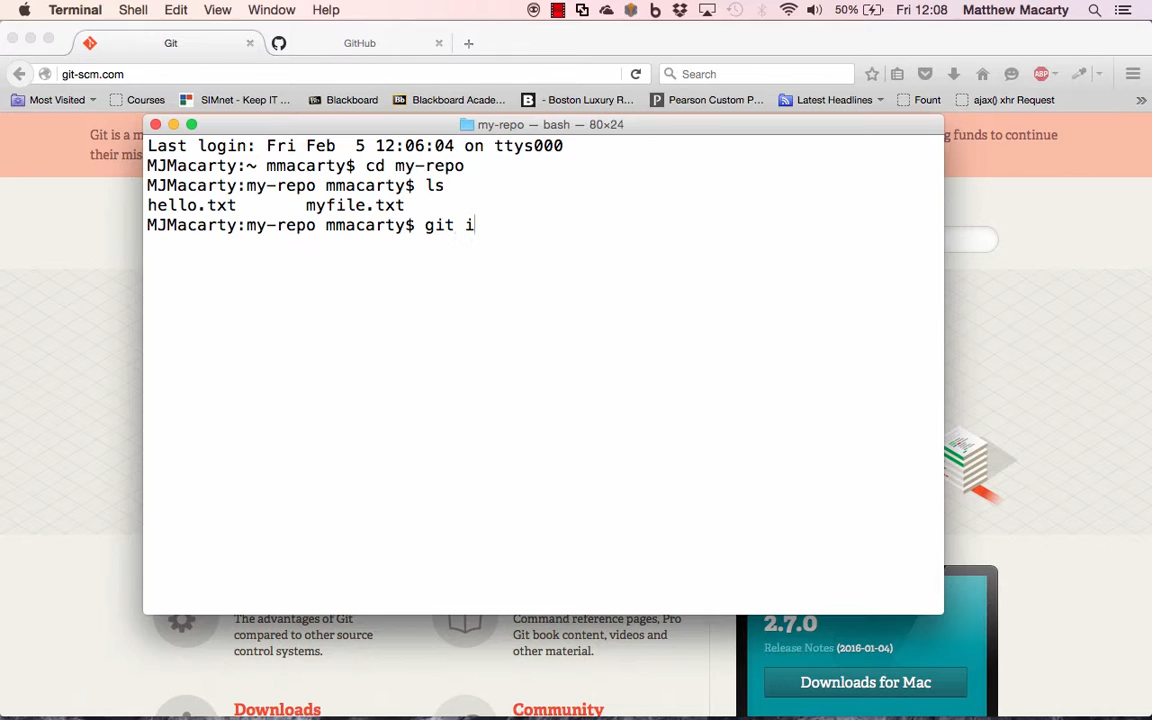 Terminal Shell Edit View Window Help 50% Fri 12:08 Matthew Macarty
Git GitHub
git-scm.com Search
Most Visited Courses SIMnet - Keep IT ... Blackboard Blackboard Acade... - Boston Luxury R... Pearson Custom P... Latest Headlines Fount ajax() xhr Request
Git is a m
ng funds to continue
their mis
my-repo — bash — 80×24
Last login: Fri Feb  5 12:06:04 on ttys000
MJMacarty:~ mmacarty$ cd my-repo
MJMacarty:my-repo mmacarty$ ls
hello.txt       myfile.txt
MJMacarty:my-repo mmacarty$ git i
The advantages of Git
compared to other source
control systems.
Command reference pages, Pro
Git book content, videos and
other material.
2.7.0
Release Notes (2016-01-04)
Downloads for Mac
Downloads
Community